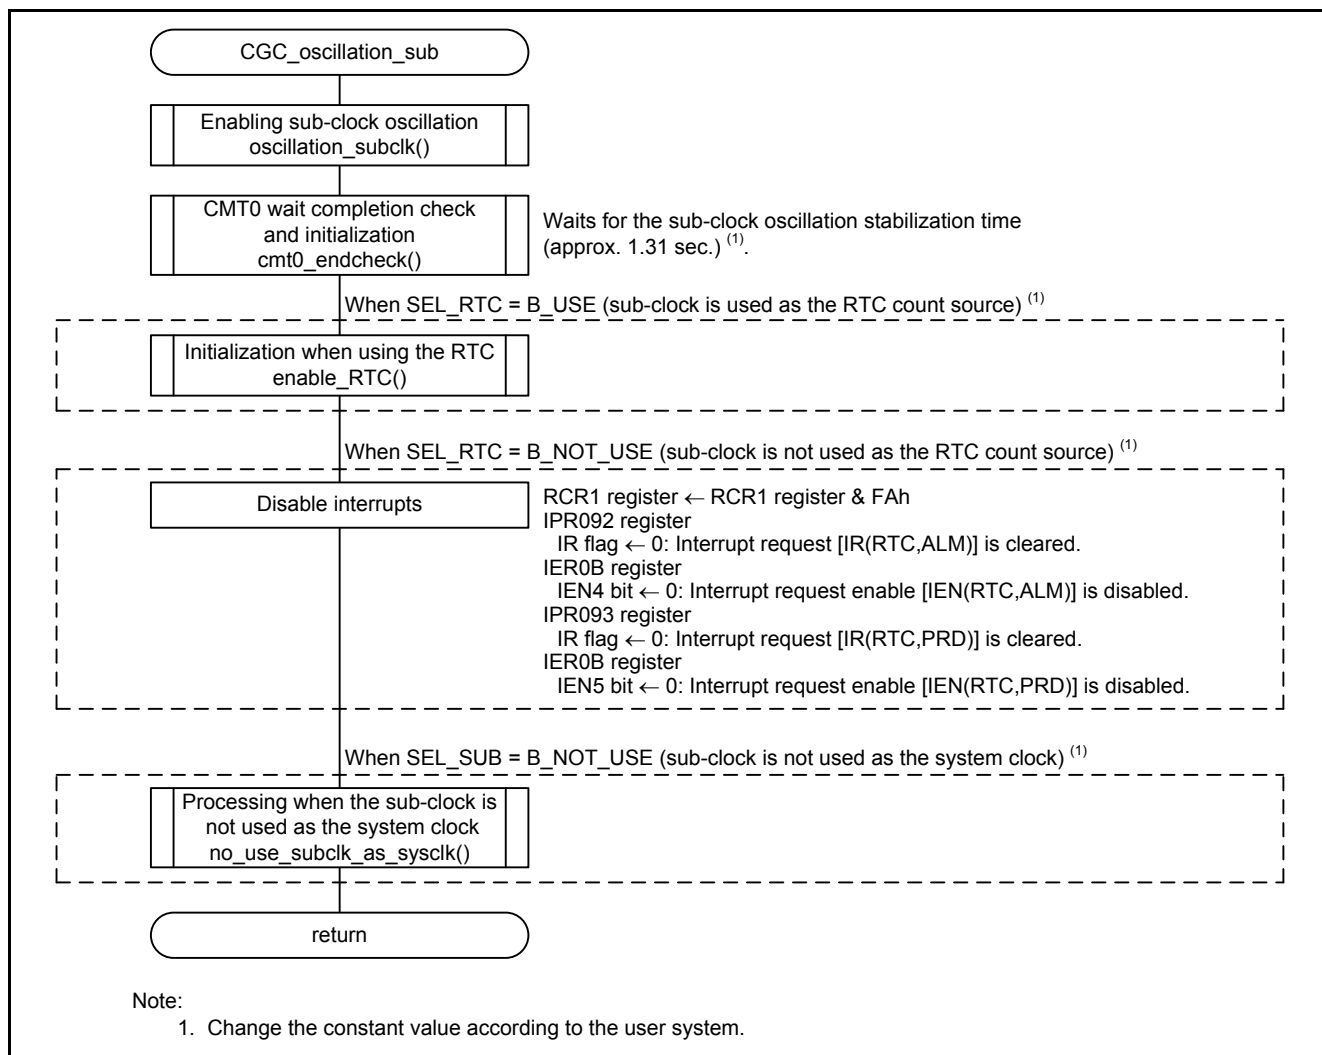 CGC_oscillation_sub
Enabling sub-clock oscillation
oscillation_subclk()
CMT0 wait completion check
and initialization
cmt0_endcheck()
Waits for the sub-clock oscillation stabilization time
(approx. 1.31 sec.) (1).
When SEL_RTC = B_USE (sub-clock is used as the RTC count source) (1)
Initialization when using the RTC
enable_RTC()
When SEL_RTC = B_NOT_USE (sub-clock is not used as the RTC count source) (1)
Disable interrupts
RCR1 register ← RCR1 register & FAh
IPR092 register
IR flag ← 0: Interrupt request [IR(RTC,ALM)] is cleared.
IER0B register
IEN4 bit ← 0: Interrupt request enable [IEN(RTC,ALM)] is disabled.
IPR093 register
IR flag ← 0: Interrupt request [IR(RTC,PRD)] is cleared.
IER0B register
IEN5 bit ← 0: Interrupt request enable [IEN(RTC,PRD)] is disabled.
When SEL_SUB = B_NOT_USE (sub-clock is not used as the system clock) (1)
Processing when the sub-clock is
not used as the system clock
no_use_subclk_as_sysclk()
return
Note:
1. Change the constant value according to the user system.